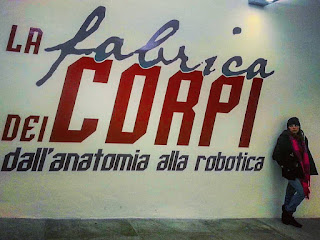 LA fabrica
DEI CORPI
dall'anatomia alla robotica